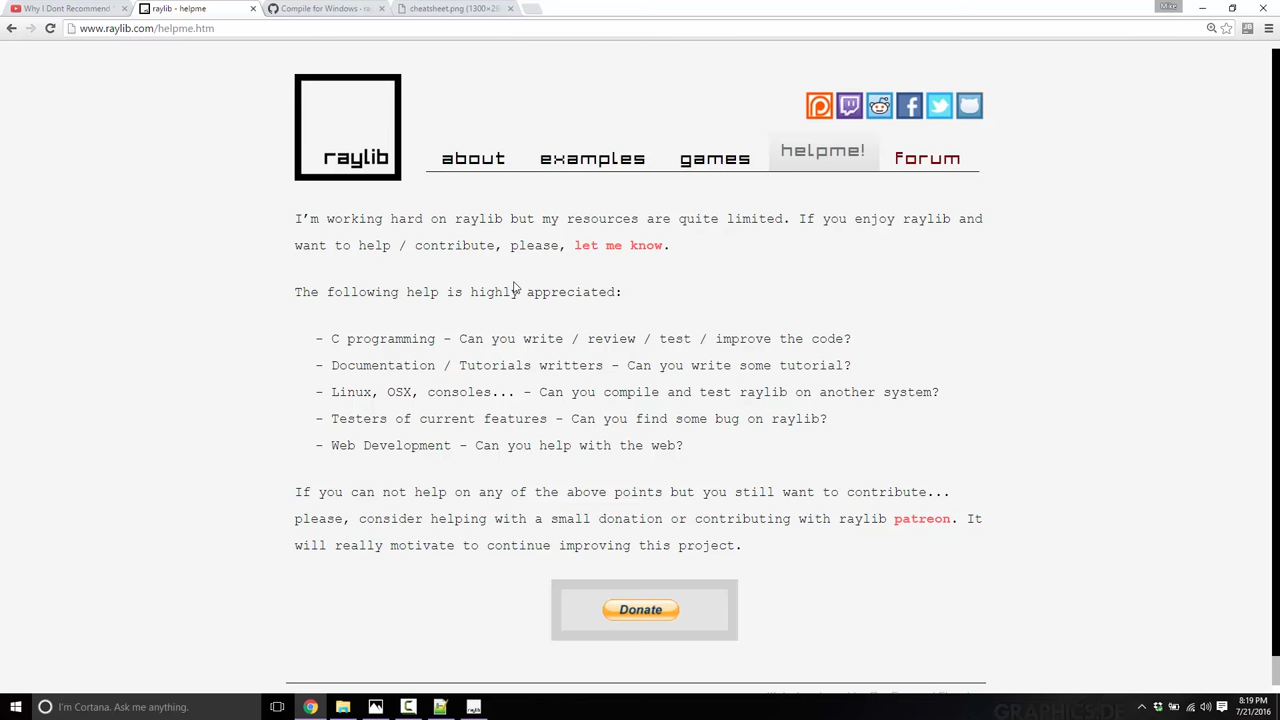 Why I Dont Recommend
raylib - helpme
Compile for Windows - ra
cheatsheet.png (1300×28
Mike
www.raylib.com/helpme.htm
raylib
about
examples
games
helpme!
forum
I'm working hard on raylib but my resources are quite limited. If you enjoy raylib and
want to help / contribute, please, let me know.
The following help is highly appreciated:
- C programming - Can you write / review / test / improve the code?
- Documentation / Tutorials writters - Can you write some tutorial?
- Linux, OSX, consoles... - Can you compile and test raylib on another system?
- Testers of current features - Can you find some bug on raylib?
- Web Development - Can you help with the web?
If you can not help on any of the above points but you still want to contribute...
please, consider helping with a small donation or contributing with raylib patreon. It
will really motivate to continue improving this project.
Donate
I'm Cortana. Ask me anything.
raylib
8:19 PM
7/21/2016